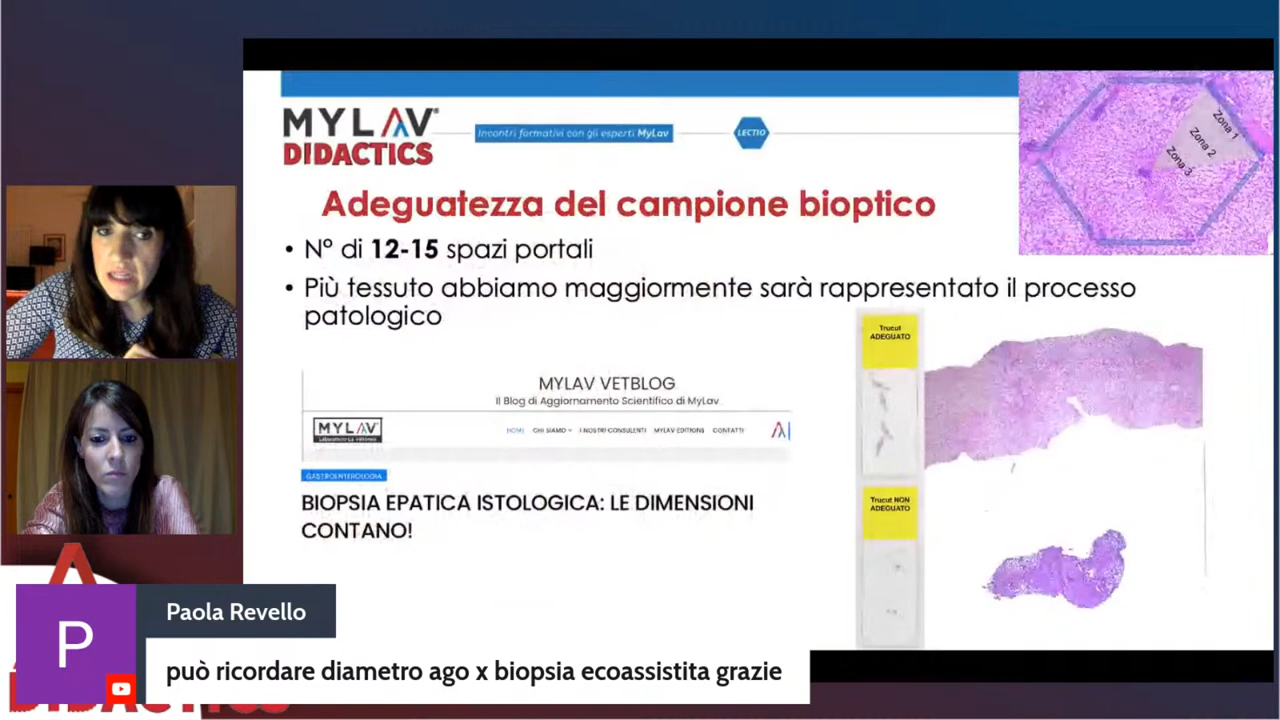 MYLAV®
DIDACTICS
Incontri formativi con gli esperti MyLav
LECTIO
Zona 1
Zona 2
Zona 3
Adeguatezza del campione bioptico
• N° di 12-15 spazi portali
• Più tessuto abbiamo maggiormente sarà rappresentato il processo
patologico
MYLAV VETBLOG
Il Blog di Aggiornamento Scientifico di MyLav
MYLAV
Laboratorio La Vallonea
HOME CHI SIAMO I NOSTRI CONSULENTI MYLAV EDITIONS CONTATTI
GASTROENTEROLOGIA
BIOPSIA EPATICA ISTOLOGICA: LE DIMENSIONI
CONTANO!
Trucut
ADEGUATO
Trucut NON
ADEGUATO
P
Paola Revello
può ricordare diametro ago x biopsia ecoassistita grazie